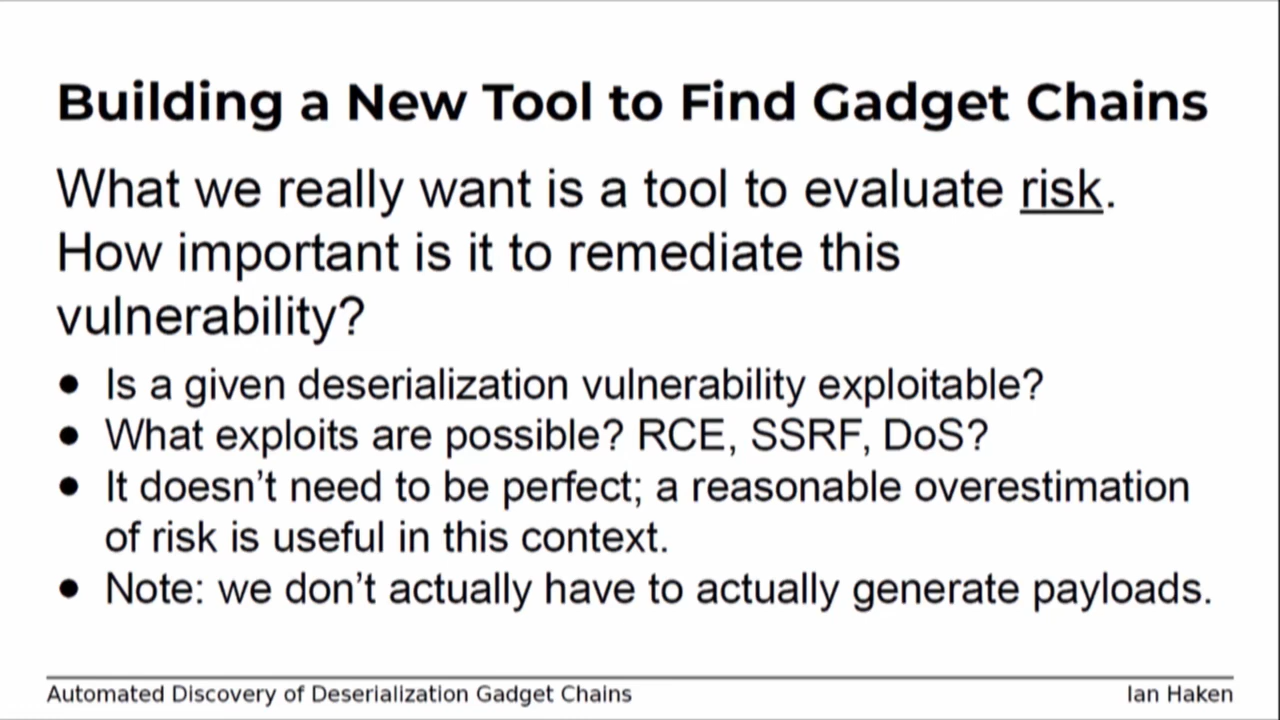 Building a New Tool to Find Gadget Chains
What we really want is a tool to evaluate risk.
How important is it to remediate this
vulnerability?
● Is a given deserialization vulnerability exploitable?
● What exploits are possible? RCE, SSRF, DoS?
● It doesn’t need to be perfect; a reasonable overestimation
of risk is useful in this context.
● Note: we don’t actually have to actually generate payloads.
Automated Discovery of Deserialization Gadget Chains
Ian Haken